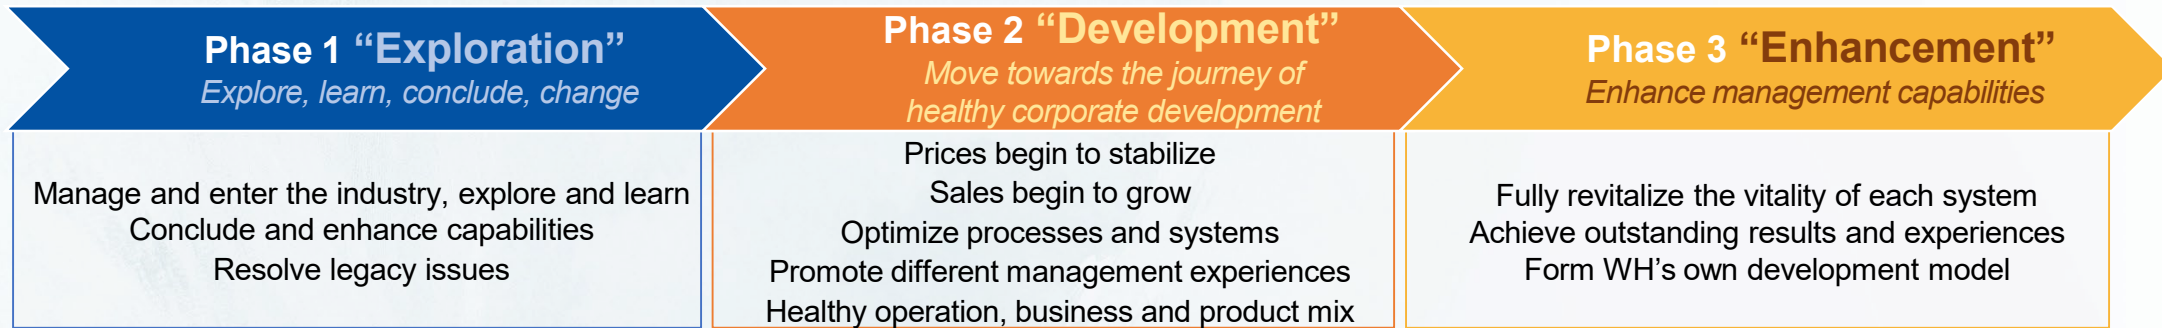 Phase 1 “Exploration”
Explore, learn, conclude, change
Manage and enter the industry, explore and learn
Conclude and enhance capabilities
Resolve legacy issues
Phase 2 “Development”
Move towards the journey of
healthy corporate development
Prices begin to stabilize
Sales begin to grow
Optimize processes and systems
Promote different management experiences
Healthy operation, business and product mix
Phase 3 “Enhancement”
Enhance management capabilities
Fully revitalize the vitality of each system
Achieve outstanding results and experiences
Form WH’s own development model